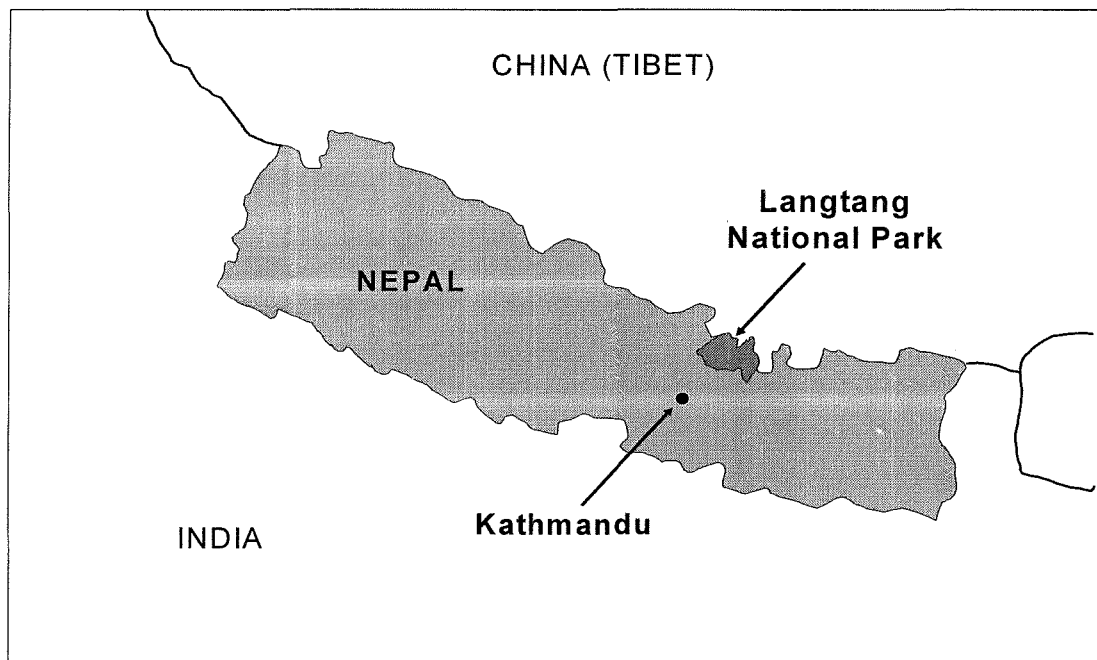 CHINA (TIBET)
Langtang
National Park
NEPAL
Kathmandu
INDIA